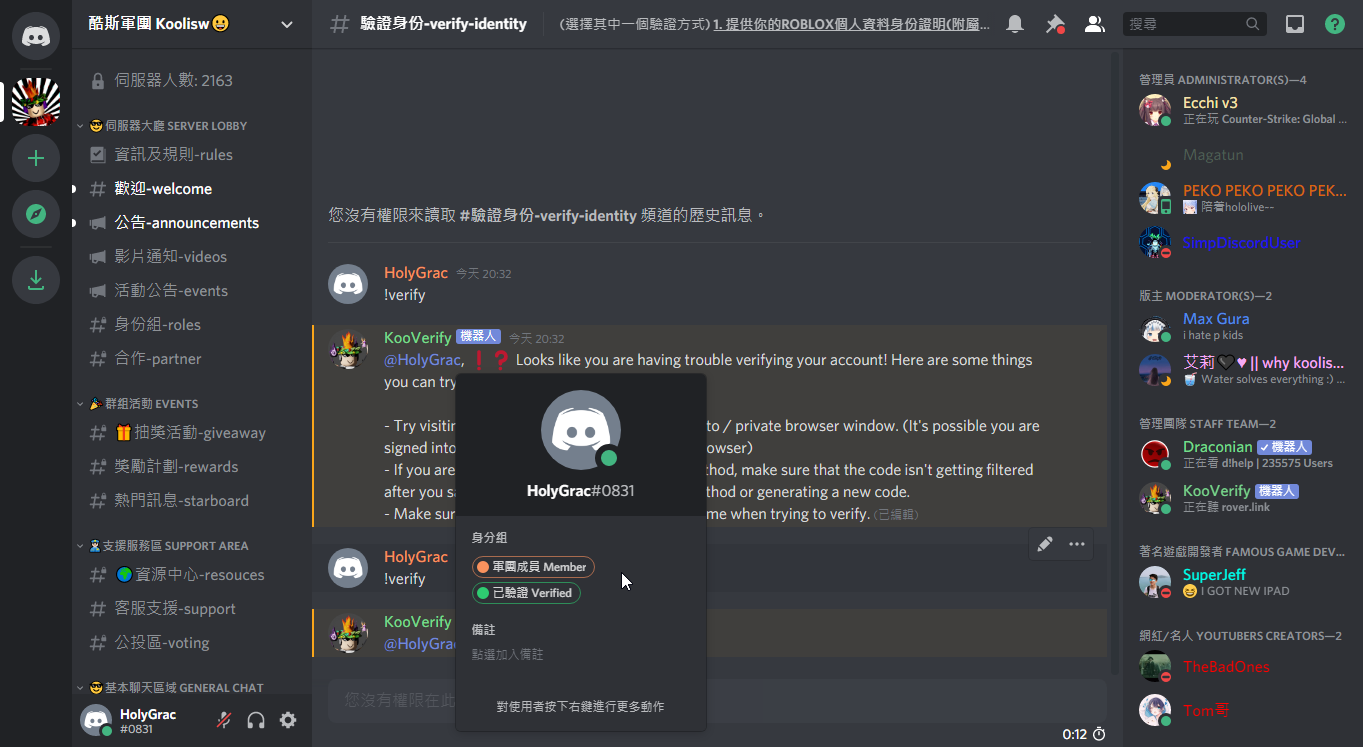 酷斯軍團 Koolisw😀
伺服器人數: 2163
😎伺服器大廳 SERVER LOBBY
資訊及規則-rules
歡迎-welcome
公告-announcements
影片通知-videos
活動公告-events
身份組-roles
合作-partner
🎉群組活動 EVENTS
🎁抽獎活動-giveaway
獎勵計劃-rewards
熱門訊息-starboard
支援服務區 SUPPORT AREA
🌍資源中心-resouces
客服支援-support
公投區-voting
😎基本聊天區域 GENERAL CHAT
HolyGrac
#0831
# 驗證身份-verify-identity
(選擇其中一個驗證方式) 1. 提供你的ROBLOX個人資料身份證明(附屬...
搜尋
您沒有權限來讀取 #驗證身份-verify-identity 頻道的歷史訊息。
HolyGrac 今天 20:32
!verify
KooVerify 機器人 今天 20:32
@HolyGrac, ❗❓ Looks like you are having trouble verifying your account! Here are some things
you can try
- Try visitin to / private browser window. (It's possible you are
signed into owser)
- If you are hod, make sure that the code isn't getting filtered
after you sa thod or generating a new code.
- Make sur me when trying to verify. (已編輯)
HolyGrac
!verify
KooVerify
@HolyGrac
您沒有權限在此
0:12
HolyGrac#0831
身分組
軍團成員 Member
已驗證 Verified
備註
點選加入備註
對使用者按下右鍵進行更多動作
管理員 ADMINISTRATOR(S)—4
Ecchi v3
正在玩 Counter-Strike: Global ...
Magatun
PEKO PEKO PEKO PEK...
陪着hololive--
SimpDiscordUser
版主 MODERATOR(S)—2
Max Gura
i hate p kids
艾莉🖤♥ || why koolis...
Water solves everything :) ...
管理團隊 STAFF TEAM—2
Draconian ✓機器人
正在看 d!help | 235575 Users
KooVerify 機器人
正在聽 rover.link
著名遊戲開發者 FAMOUS GAME DEV...
SuperJeff
I GOT NEW IPAD
網紅/名人 YOUTUBERS CREATORS—2
TheBadOnes
Tom哥